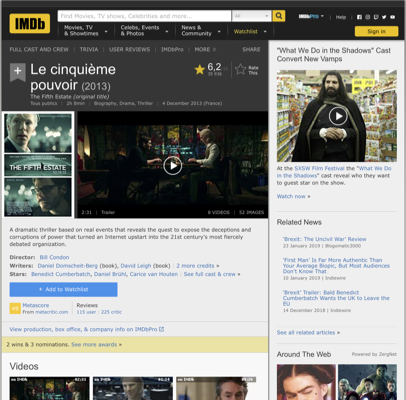 IMDb
Find Movies, TV shows, Celebrities and more...
All
IMDbPro
Help
Movies, TV
& Showtimes
Celebs, Events
& Photos
News &
Community
Watchlist
Sign in
FULL CAST AND CREW | TRIVIA | USER REVIEWS | IMDbPro | MORE
SHARE
Le cinquième
pouvoir (2013)
6,2
Rate
This
The Fifth Estate (original title)
Tous publics | 2h 8min | Biography, Drama, Thriller | 4 December 2013 (France)
THE FIFTH ESTATE
2:31 | Trailer
8 VIDEOS | 52 IMAGES
A dramatic thriller based on real events that reveals the quest to expose the deceptions and
corruptions of power that turned an Internet upstart into the 21st century's most fiercely
debated organization.
Director: Bill Condon
Writers: Daniel Domscheit-Berg (book), David Leigh (book) | 2 more credits »
Stars: Benedict Cumberbatch, Daniel Brühl, Carice van Houten | See full cast & crew »
+ Add to Watchlist
Metascore
From metacritic.com
Reviews
115 user | 225 critic
View production, box office, & company info on IMDbPro
2 wins & 3 nominations. See more awards »
Videos
"What We Do in the Shadows" Cast
Convert New Vamps
At the SXSW Film Festival the "What We Do
in the Shadows" cast reveal who they want
to guest star on the show.
Watch now »
Related News
'Brexit: The Uncivil War' Review
23 January 2019 | Blogomatic3000
'First Man' Is Far More Authentic Than
Your Average Biopic, But Most Audiences
Don't Know That
10 January 2019 | Indiewire
'Brexit' Trailer: Bald Benedict
Cumberbatch Wants the UK to Leave the
EU
14 December 2018 | Indiewire
See all related articles »
Around The Web
Powered by ZergNet